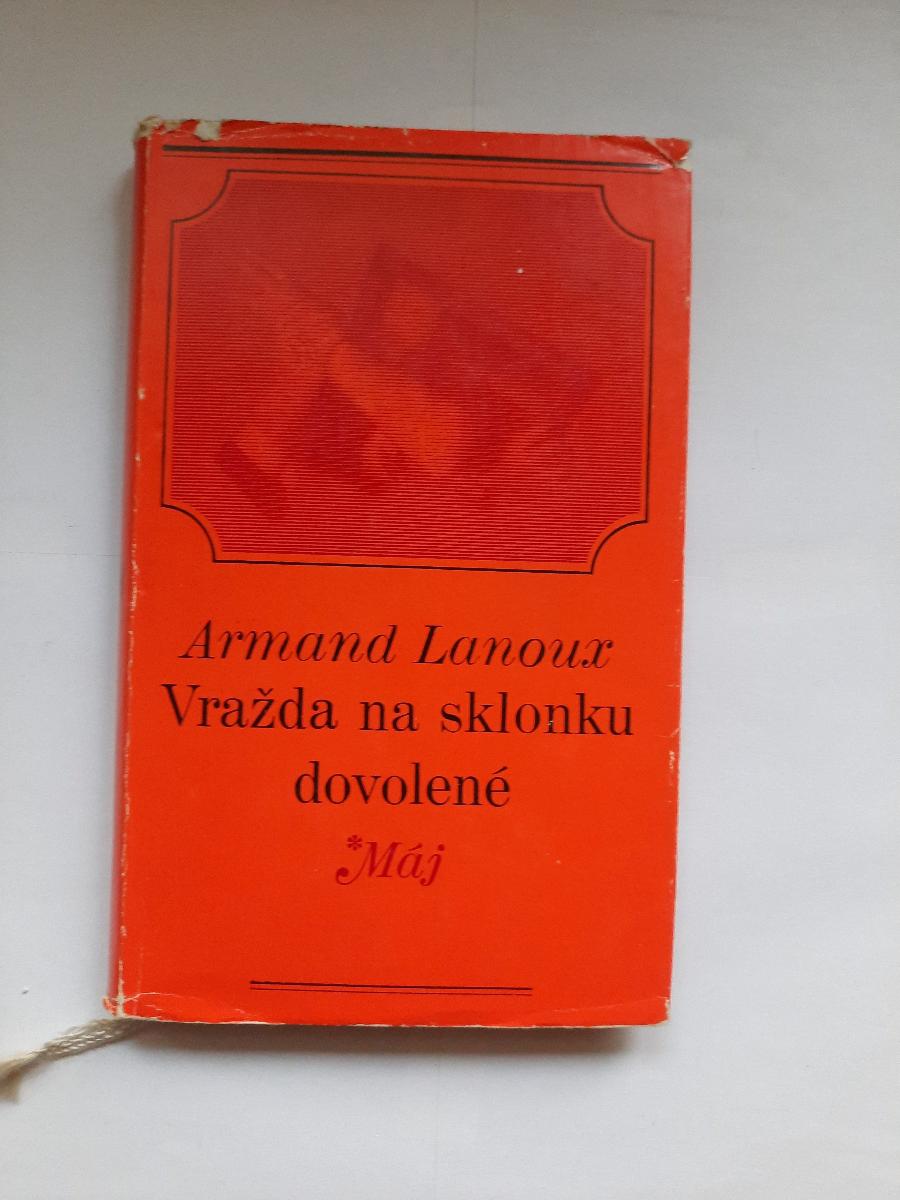 Armand Lanoux
Vražda na sklonku
dovolené
*Máj